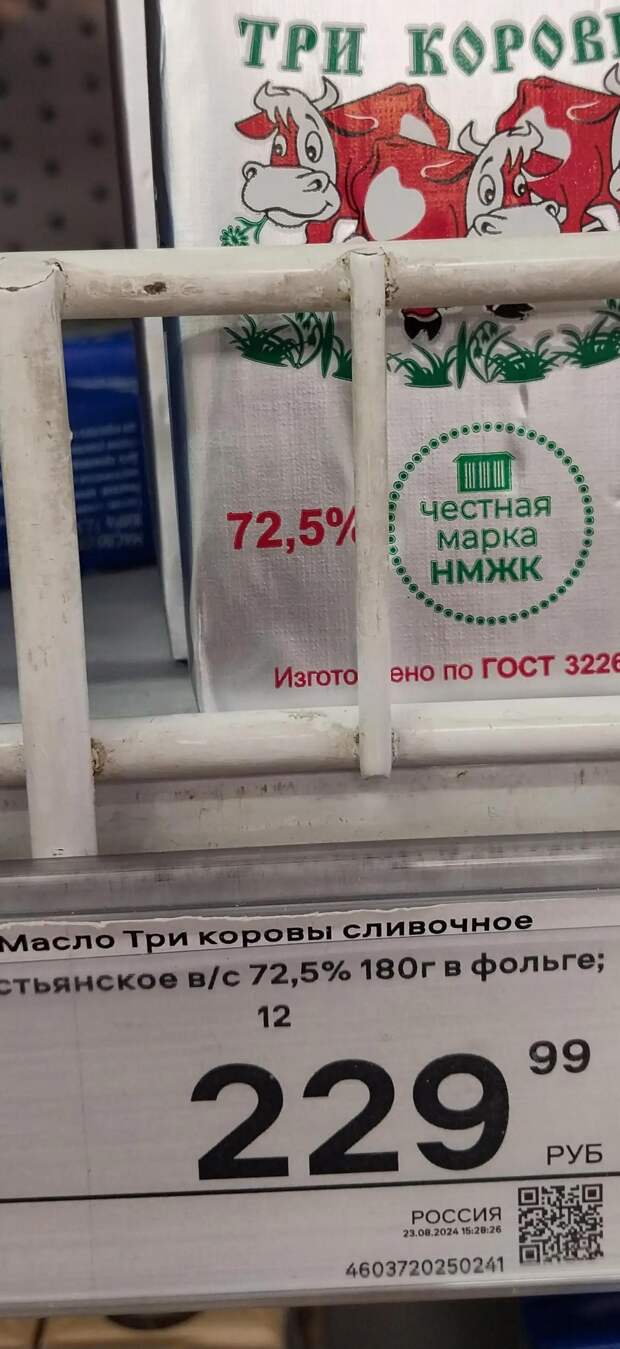 ТРИ КОРОВ
72,5%
честная
марка
НМЖК
Изгото ено по ГОСТ 3226
Масло Три коровы сливочное
стьянское в/с 72,5% 180г в фольге;
12
229 99
РУБ
РОССИЯ
23.08.2024 15:28:26
4603720250241